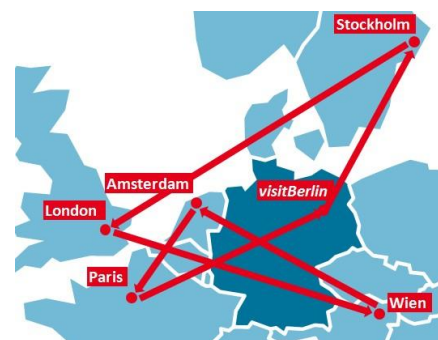 Stockholm
Amsterdam
visitBerlin
London
Paris
Wien